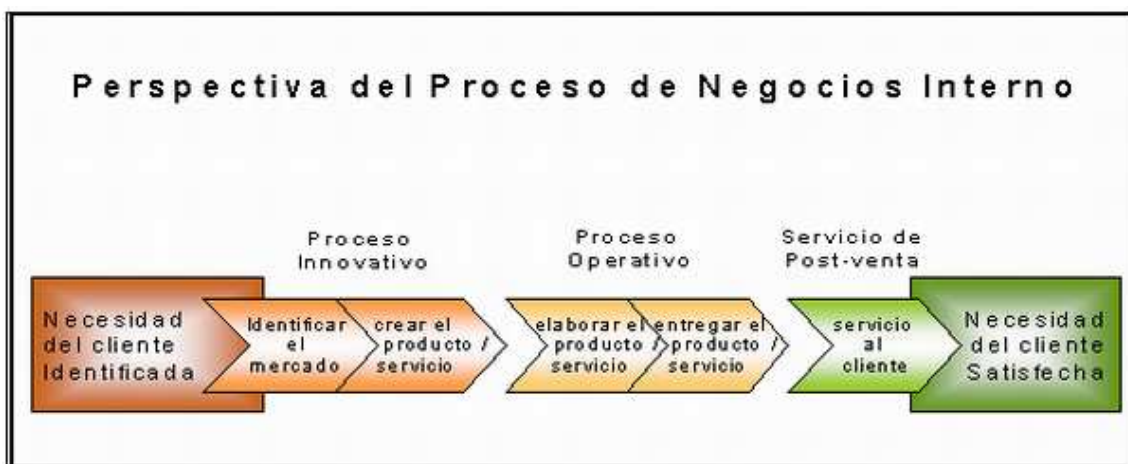 Perspectiva del Proceso de Negocios Interno
Proceso
Innovativo
Proceso
Operativo
Servicio de
Post-venta
Necesidad
del cliente
Identificada
Identificar
el
mercado
crear el
producto /
servicio
elaborar el
producto /
servicio
entregar el
producto /
servicio
servicio
al
cliente
Necesidad
del cliente
Satisfecha